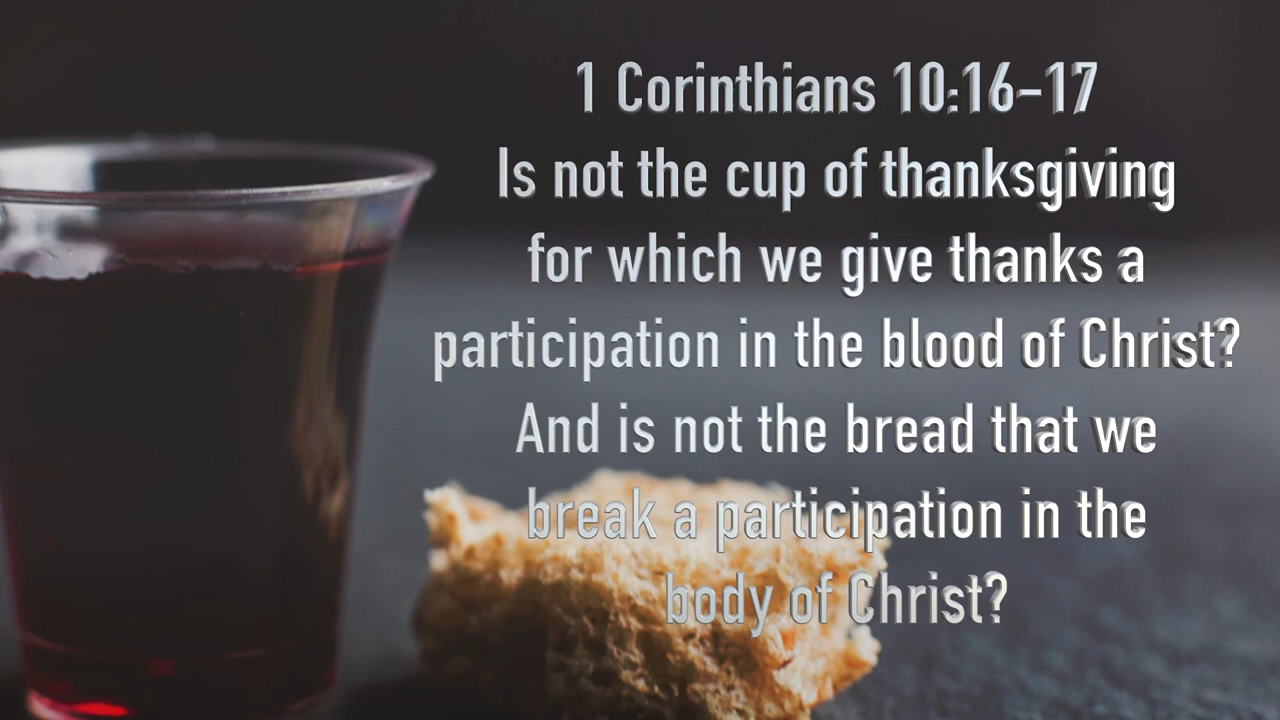 1 Corinthians 10:16–17
Is not the cup of thanksgiving
for which we give thanks a
participation in the blood of Christ?
And is not the bread that we
break a participation in the
body of Christ?